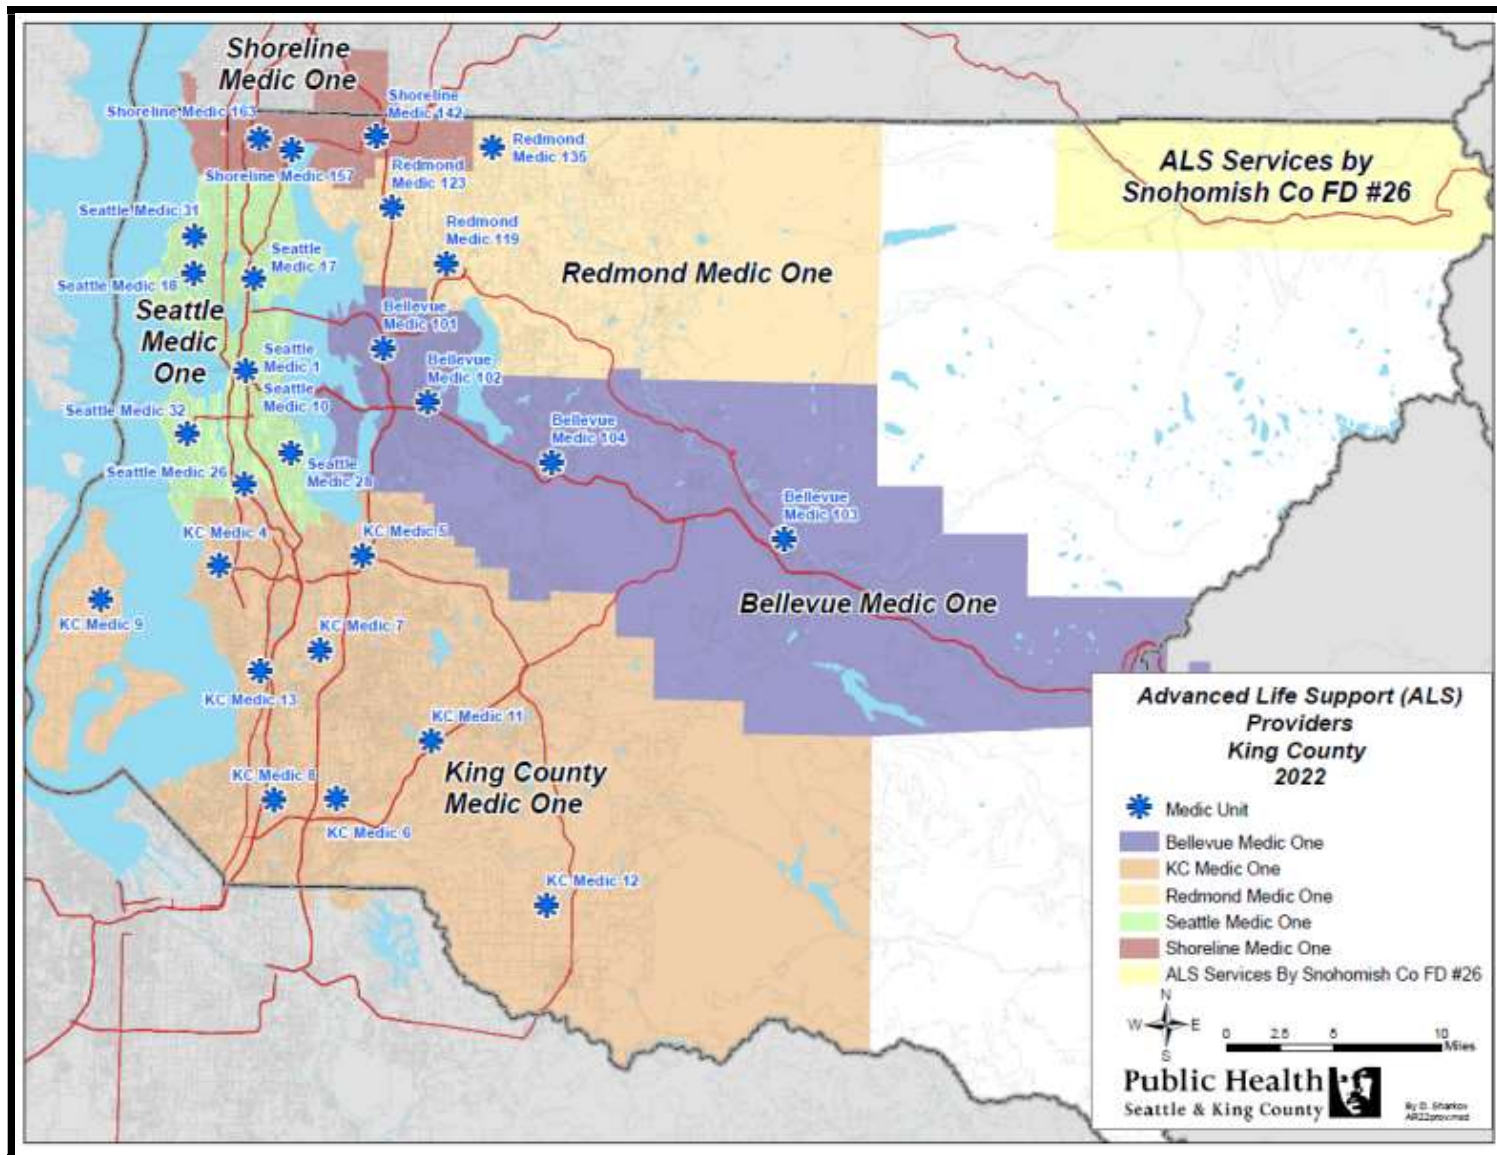 Shoreline
Medic One
Shoreline Medic 163
Shoreline
Medic 142
Redmond
Medic 135
Shoreline Medic 157
Redmond
Medic 123
ALS Services by
Snohomish Co FD #26
Seattle Medic 31
Redmond
Medic 119
Seattle
Medic 17
Redmond Medic One
Seattle Medic 18
Seattle
Medic
One
Bellevue
Medic 101
Seattle
Medic 1
Bellevue
Medic 102
Seattle
Medic 10
Seattle Medic 32
Bellevue
Medic 104
Seattle Medic 26
Seattle
Medic 28
Bellevue
Medic 103
KC Medic 4
KC Medic 5
Bellevue Medic One
KC Medic 9
KC Medic 7
KC Medic 13
KC Medic 11
King County
Medic One
KC Medic 8
KC Medic 6
KC Medic 12
Advanced Life Support (ALS)
Providers
King County
2022
Medic Unit
Bellevue Medic One
KC Medic One
Redmond Medic One
Seattle Medic One
Shoreline Medic One
ALS Services By Snohomish Co FD #26
N
W E
S
0 2.5 5 10
Miles
Public Health
Seattle & King County
By D. Sharkov